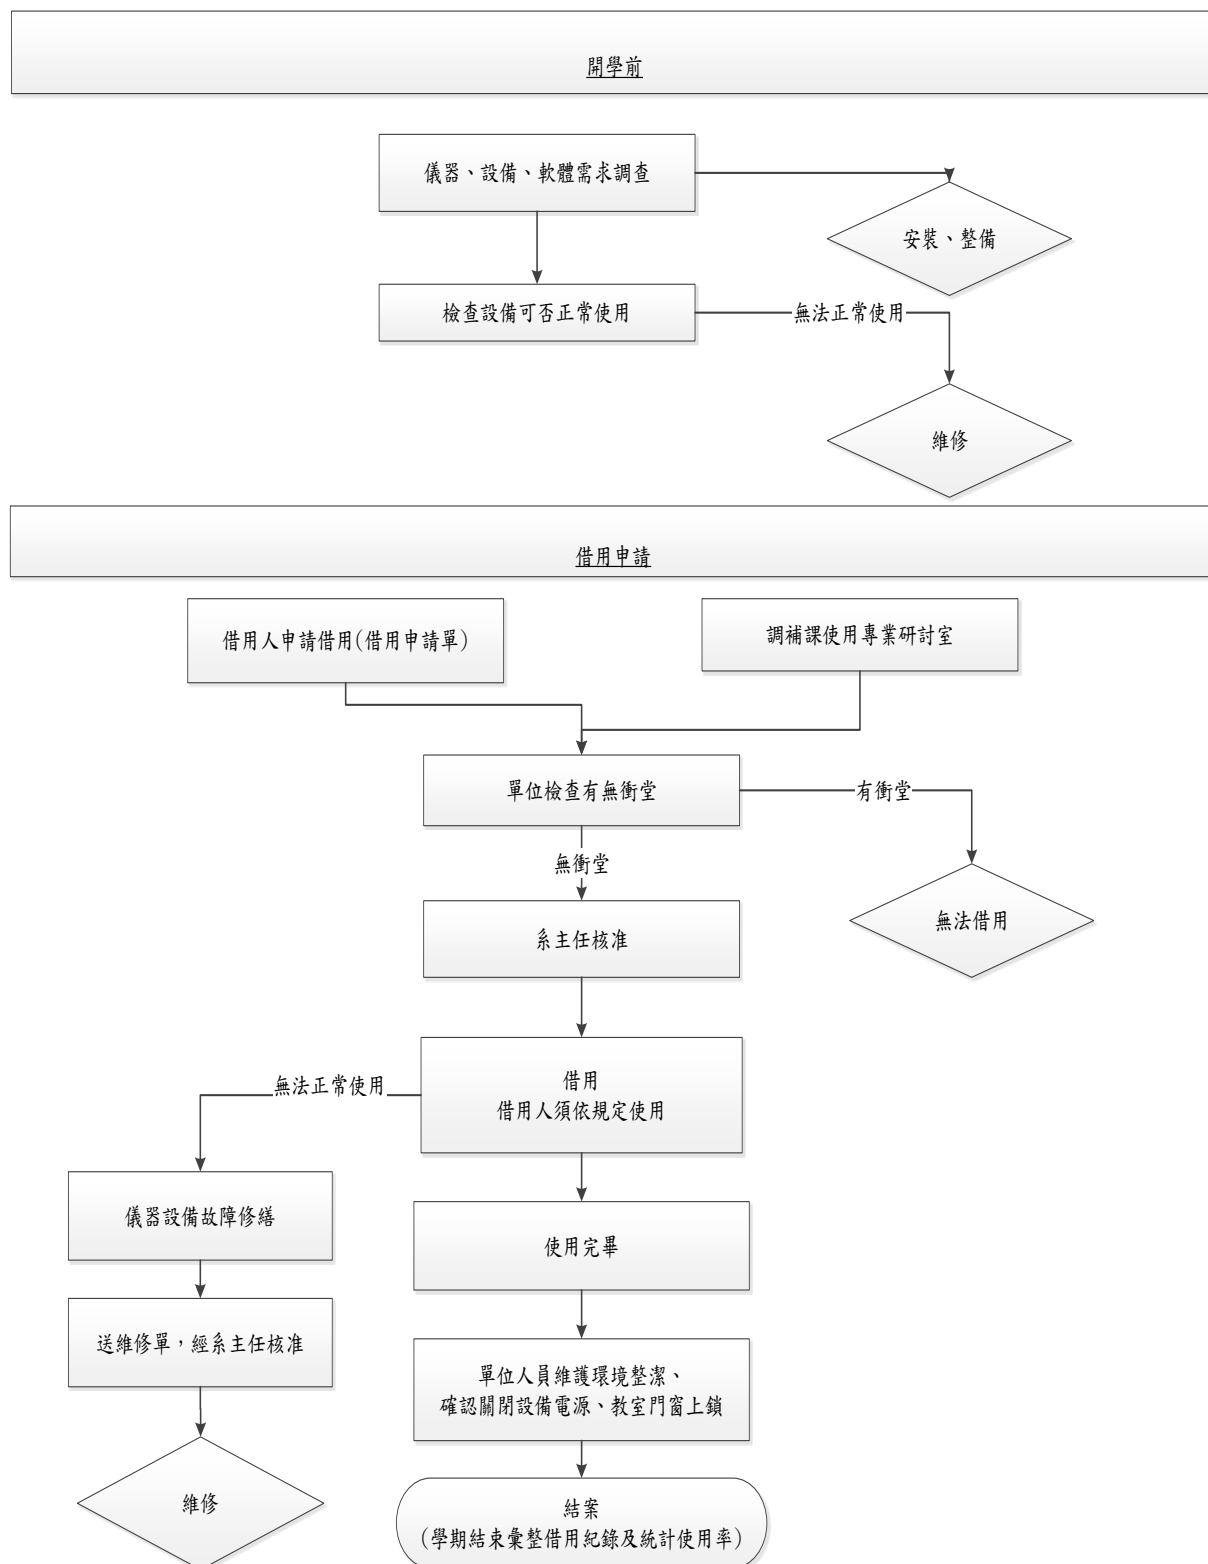 開學前
儀器、設備、軟體需求調查
安裝、整備
檢查設備可否正常使用
無法正常使用
維修
借用申請
借用人申請借用(借用申請單)
調補課使用專業研討室
單位檢查有無衝堂
有衝堂
無衝堂
無法借用
系主任核准
借用
借用人須依規定使用
無法正常使用
儀器設備故障修繕
使用完畢
送維修單，經系主任核准
單位人員維護環境整潔、
確認關閉設備電源、教室門窗上鎖
維修
結案
(學期結束彙整借用紀錄及統計使用率)